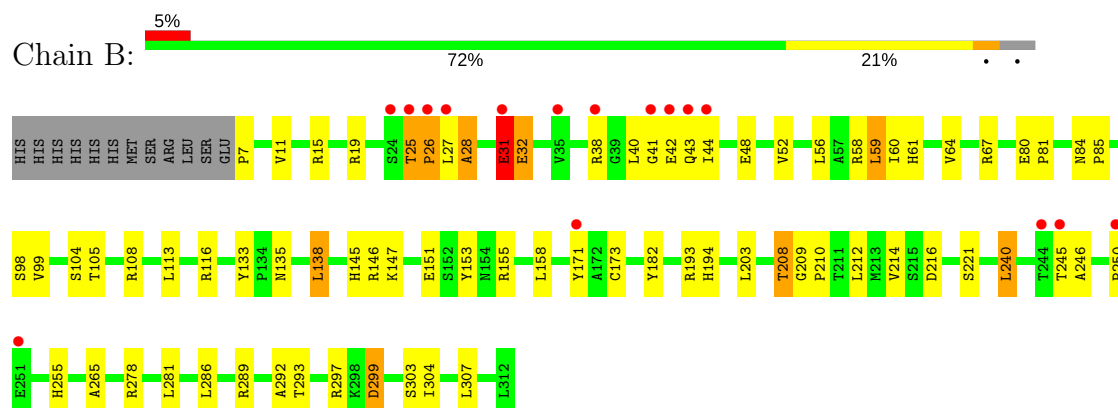 5%
Chain B:
72% 21% • •
HIS HIS HIS HIS HIS HIS MET SER ARG LEU SER GLU P7 V11 R15 R19 S24 T25 P26 L27 A28 E31 E32 V35 R38 G39 L40 G41 E42 Q43 I44 E48 V52 L56 A57 R58 L59 I60 H61 V64 R67 E80 P81 N84 P85
S98 V99 S104 T105 R108 L113 R116 Y133 P134 N135 L138 H145 R146 K147 E151 S152 Y153 N154 R155 L158 Y171 A172 C173 Y182 R193 H194 L203 T208 G209 P210 T211 L212 M213 V214 S215 D216 S221 L240 T244 T245 A246
E251 H255 A265 R278 L281 L286 R289 A292 T293 R297 K298 D299 S303 I304 L307 L312